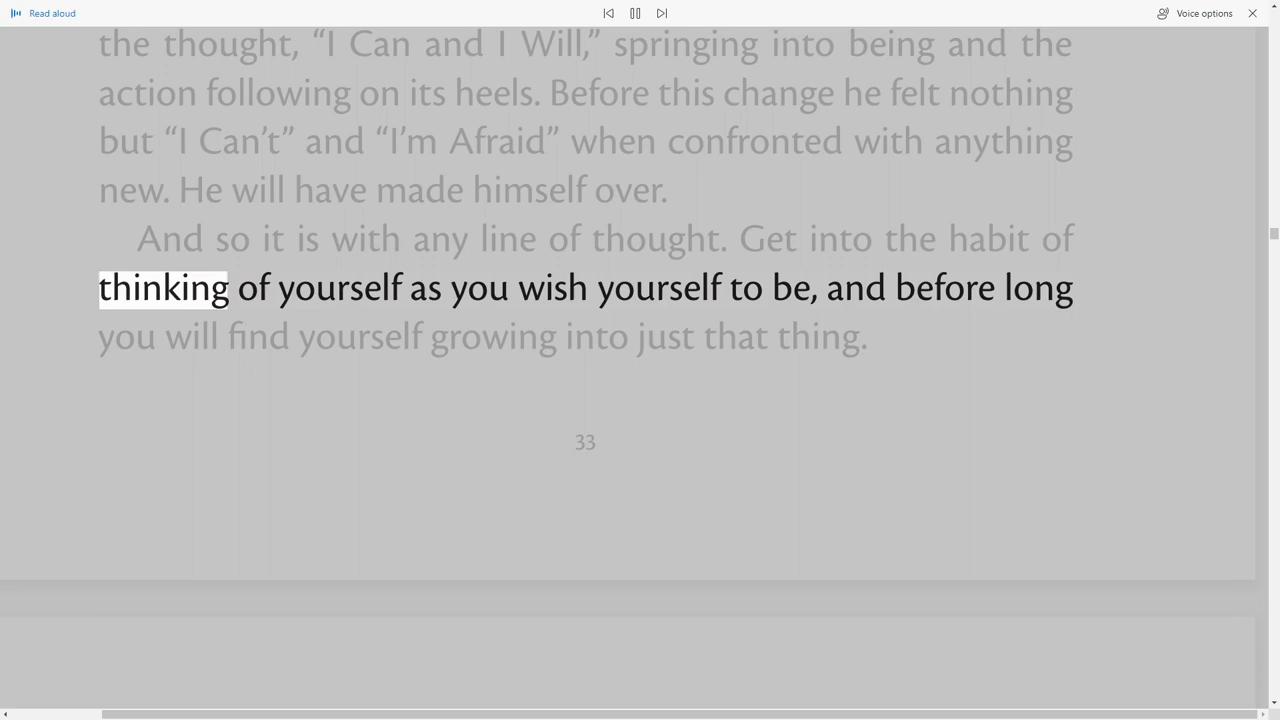 Read aloud
Voice options
the thought, “I Can and I Will,” springing into being and the
action following on its heels. Before this change he felt nothing
but “I Can’t” and “I’m Afraid” when confronted with anything
new. He will have made himself over.
And so it is with any line of thought. Get into the habit of
thinking of yourself as you wish yourself to be, and before long
you will find yourself growing into just that thing.
33